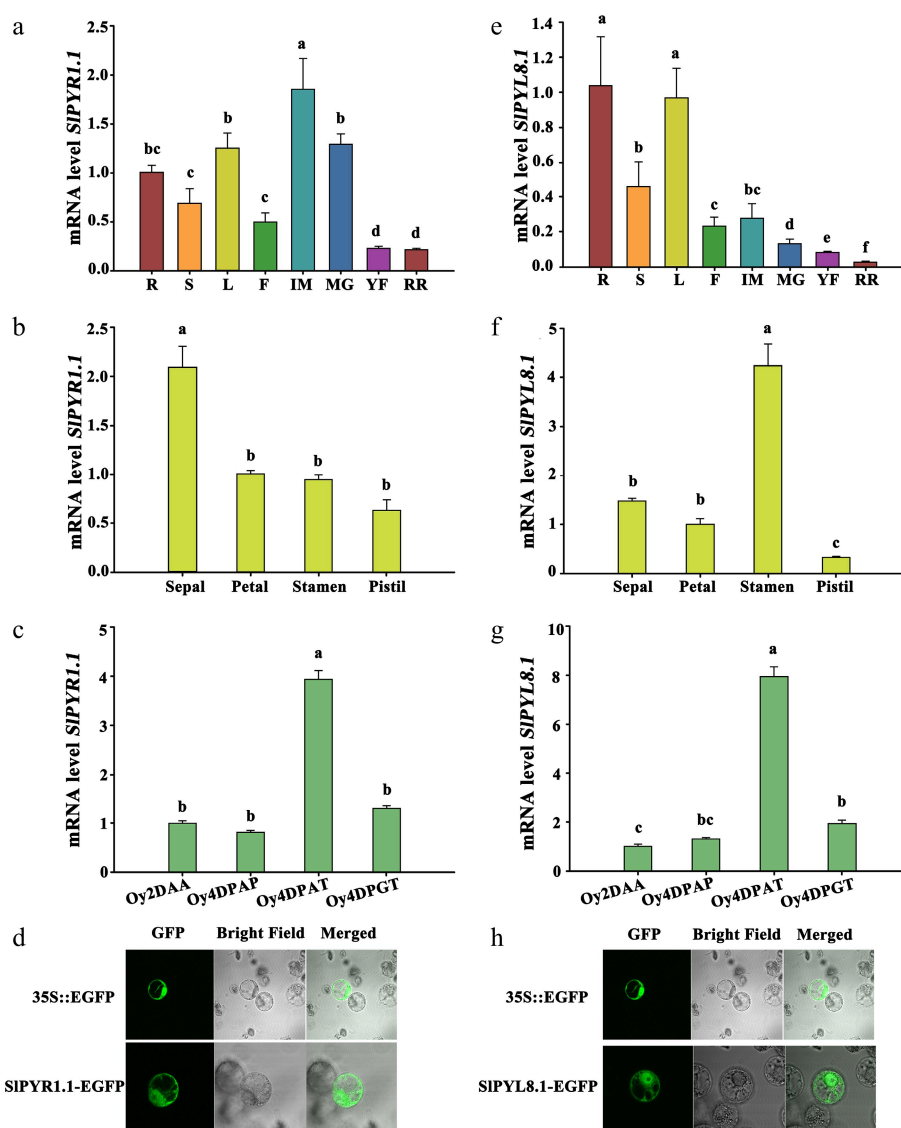 a
mRNA level SlPYR1.1
2.5
2.0
1.5
1.0
0.5
0.0
bc
c
b
c
a
b
d
d
R S L F IM MG YF RR
e
mRNA level SlPYL8.1
1.4
1.2
1.0
0.8
0.6
0.4
0.2
0.0
a
b
a
c
bc
d
e
f
R S L F IM MG YF RR
b
mRNA level SlPYR1.1
2.5
2.0
1.5
1.0
0.5
0.0
a
b
b
b
Sepal Petal Stamen Pistil
f
mRNA level SlPYL8.1
5
4
3
2
1
0
b
b
a
c
Sepal Petal Stamen Pistil
c
mRNA level SlPYR1.1
5
4
3
2
1
0
b
b
a
b
Oy2DAA Oy4DPAP Oy4DPAT Oy4DPGT
g
mRNA level SlPYL8.1
10
8
6
4
2
0
c
bc
a
b
Oy2DAA Oy4DPAP Oy4DPAT Oy4DPGT
d
GFP Bright Field Merged
35S::EGFP
SlPYR1.1-EGFP
h
GFP Bright Field Merged
35S::EGFP
SlPYL8.1-EGFP